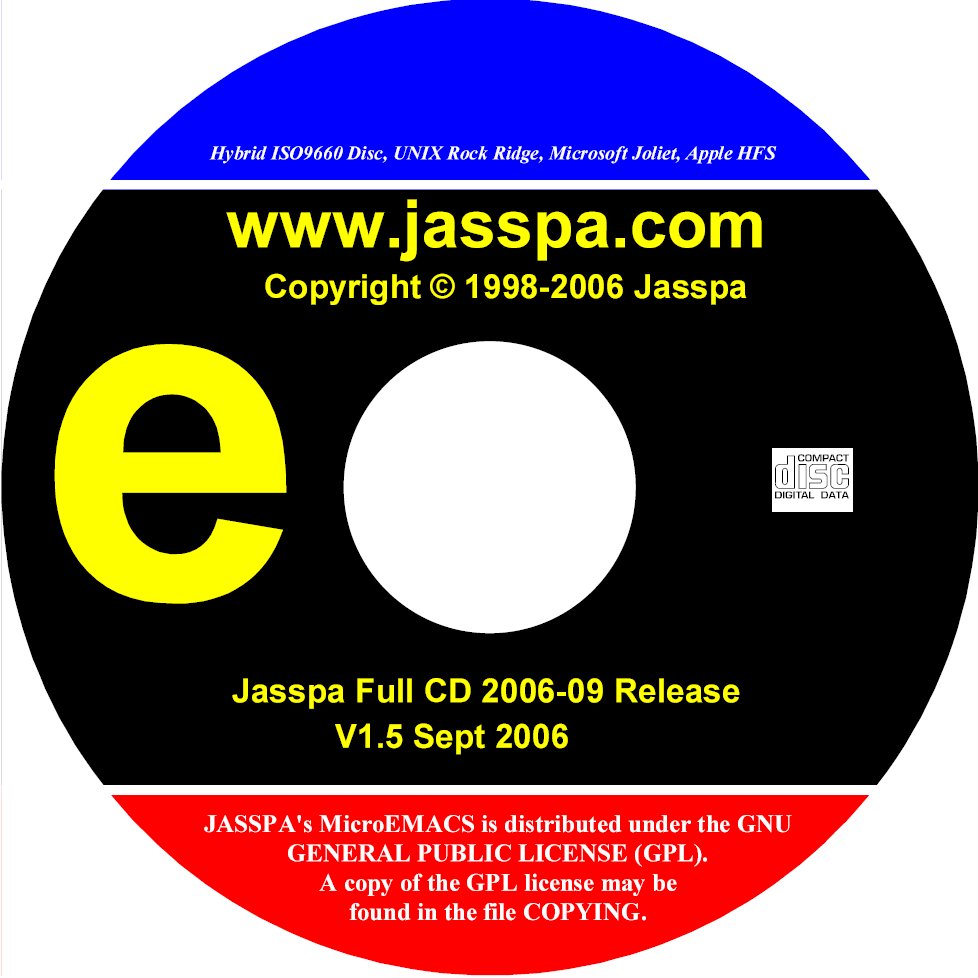 Hybrid ISO9660 Disc, UNIX Rock Ridge, Microsoft Joliet, Apple HFS
www.jasspa.com
Copyright © 1998-2006 Jasspa
e
COMPACT
disc
DIGITAL DATA
Jasspa Full CD 2006-09 Release
V1.5 Sept 2006
JASSPA's MicroEMACS is distributed under the GNU
GENERAL PUBLIC LICENSE (GPL).
A copy of the GPL license may be
found in the file COPYING.